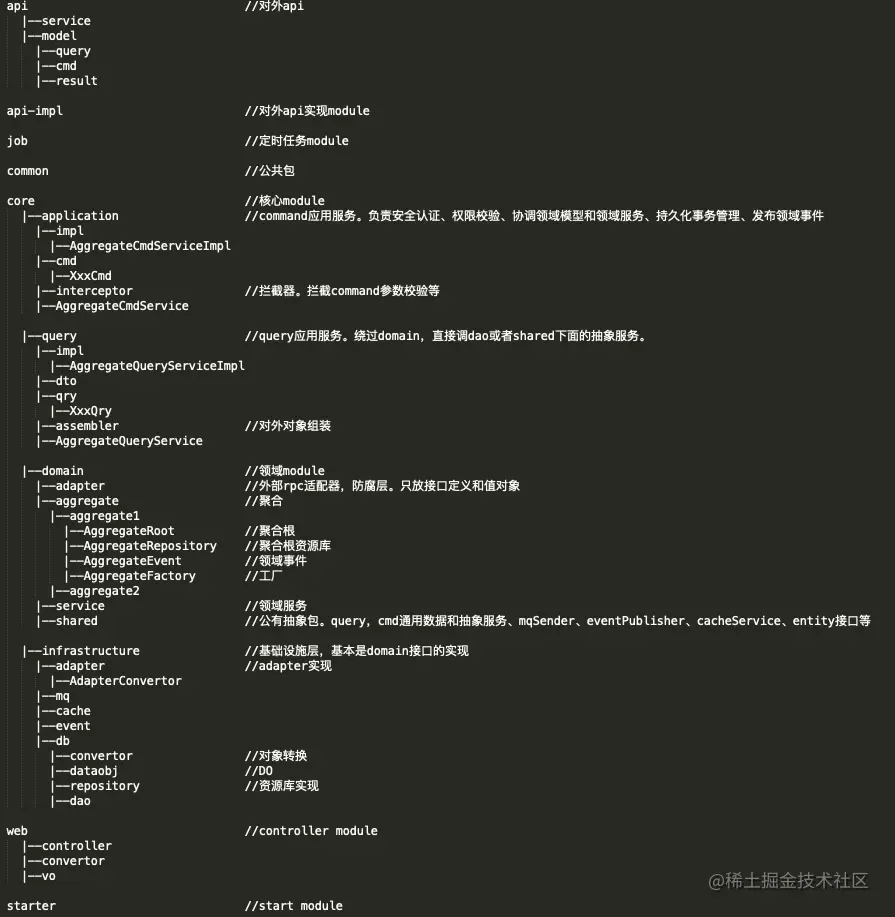 api //对外api
|--service
|--model
|--query
|--cmd
|--result
api-impl //对外api实现module
job //定时任务module
common //公共包
core //核心module
|--application //command应用服务。负责安全认证、权限校验、协调领域模型和领域服务、持久化事务管理、发布领域事件
|--impl
|--AggregateCmdServiceImpl
|--cmd
|--XxxCmd
|--interceptor //拦截器。拦截command参数校验等
|--AggregateCmdService
|--query //query应用服务。绕过domain，直接调dao或者shared下面的抽象服务。
|--impl
|--AggregateQueryServiceImpl
|--dto
|--qry
|--XxxQry
|--assembler //对外对象组装
|--AggregateQueryService
|--domain //领域module
|--adapter //外部rpc适配器，防腐层。只放接口定义和值对象
|--aggregate //聚合
|--aggregate1
|--AggregateRoot //聚合根
|--AggregateRepository //聚合根资源库
|--AggregateEvent //领域事件
|--AggregateFactory //工厂
|--aggregate2
|--service //领域服务
|--shared //公有抽象包。query，cmd通用数据和抽象服务、mqSender、eventPublisher、cacheService、entity接口等
|--infrastructure //基础设施层，基本是domain接口的实现
|--adapter //adapter实现
|--AdapterConvertor
|--mq
|--cache
|--event
|--db
|--convertor //对象转换
|--dataobj //DO
|--repository //资源库实现
|--dao
web //controller module
|--controller
|--convertor
|--vo
@稀土掘金技术社区
starter //start module